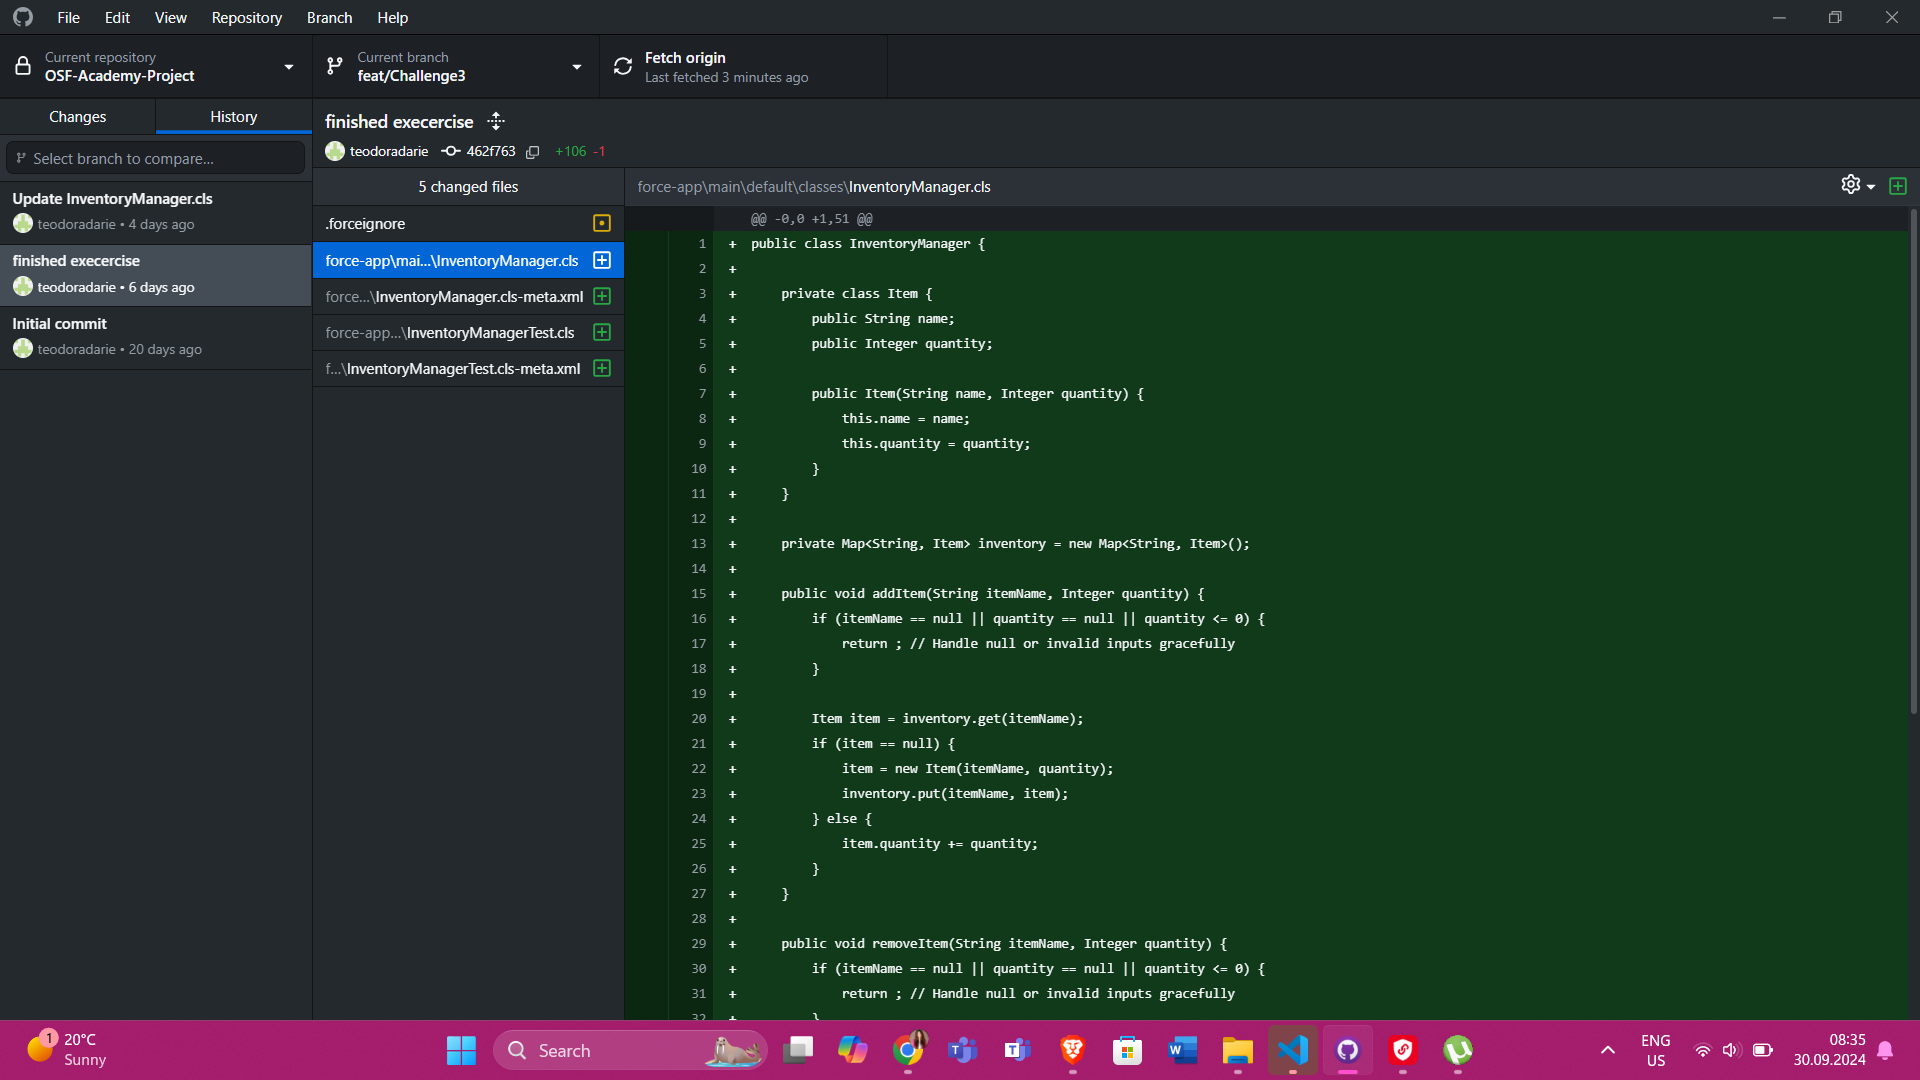 File Edit View Repository Branch Help
Current repository
OSF-Academy-Project
Current branch
feat/Challenge3
Fetch origin
Last fetched 3 minutes ago
Changes
History
Select branch to compare...
Update InventoryManager.cls
teodoradarie • 4 days ago
finished execercise
teodoradarie • 6 days ago
Initial commit
teodoradarie • 20 days ago
finished execercise
teodoradarie 462f763 +106 -1
5 changed files
.forceignore
force-app\mai...\InventoryManager.cls
force...\InventoryManager.cls-meta.xml
force-app...\InventoryManagerTest.cls
f...\InventoryManagerTest.cls-meta.xml
force-app\main\default\classes\InventoryManager.cls
@@ -0,0 +1,51 @@
1 + public class InventoryManager {
2 +
3 + private class Item {
4 + public String name;
5 + public Integer quantity;
6 +
7 + public Item(String name, Integer quantity) {
8 + this.name = name;
9 + this.quantity = quantity;
10 + }
11 + }
12 +
13 + private Map<String, Item> inventory = new Map<String, Item>();
14 +
15 + public void addItem(String itemName, Integer quantity) {
16 + if (itemName == null || quantity == null || quantity <= 0) {
17 + return ; // Handle null or invalid inputs gracefully
18 + }
19 +
20 + Item item = inventory.get(itemName);
21 + if (item == null) {
22 + item = new Item(itemName, quantity);
23 + inventory.put(itemName, item);
24 + } else {
25 + item.quantity += quantity;
26 + }
27 + }
28 +
29 + public void removeItem(String itemName, Integer quantity) {
30 + if (itemName == null || quantity == null || quantity <= 0) {
31 + return ; // Handle null or invalid inputs gracefully
32 + }
1
20°C
Sunny
Search
ENG
US
08:35
30.09.2024